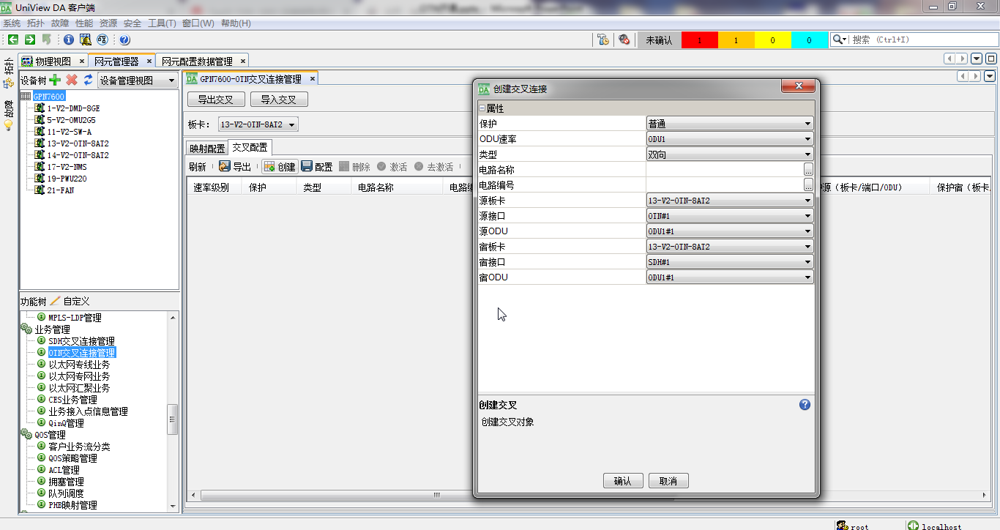 UniView DA 客户端
系统 拓扑 故障 性能 资源 安全 工具(T) 窗口(W) 帮助(H)
未确认 1 1 0 0 搜索 (Ctrl+I)
拓扑
故障
物理视图 网元管理器 网元配置数据管理
设备树 设备管理视图
GPN7600
1-V2-DMD-8GE
5-V2-OMU2G5
11-V2-SW-A
13-V2-OTN-8AT2
14-V2-OTN-8AT2
17-V2-NMS
19-PWU220
21-FAN
功能树 自定义
MPLS-LDP管理
业务管理
SDH交叉连接管理
OTN交叉连接管理
以太网专线业务
以太网专网业务
以太网汇聚业务
CES业务管理
业务接入点信息管理
QinQ管理
QOS管理
客户业务流分类
QOS策略管理
ACL管理
拥塞管理
队列调度
PHB映射管理
GPN7600-OTN交叉连接管理
导出交叉 导入交叉
板卡: 13-V2-OTN-8AT2
映射配置 交叉配置
刷新 导出 创建 配置 删除 激活 去激活
速率级别 保护 类型 电路名称 电路编 源(板卡/端口/ODU) 保护宿(板卡
创建交叉连接
属性
保护 普通
ODU速率 ODU1
类型 双向
电路名称 ...
电路编号 ...
源板卡 13-V2-OTN-8AT2
源接口 OTN#1
源ODU ODU1#1
宿板卡 13-V2-OTN-8AT2
宿接口 SDH#1
宿ODU ODU1#1
创建交叉
创建交叉对象
确认 取消
root localhost